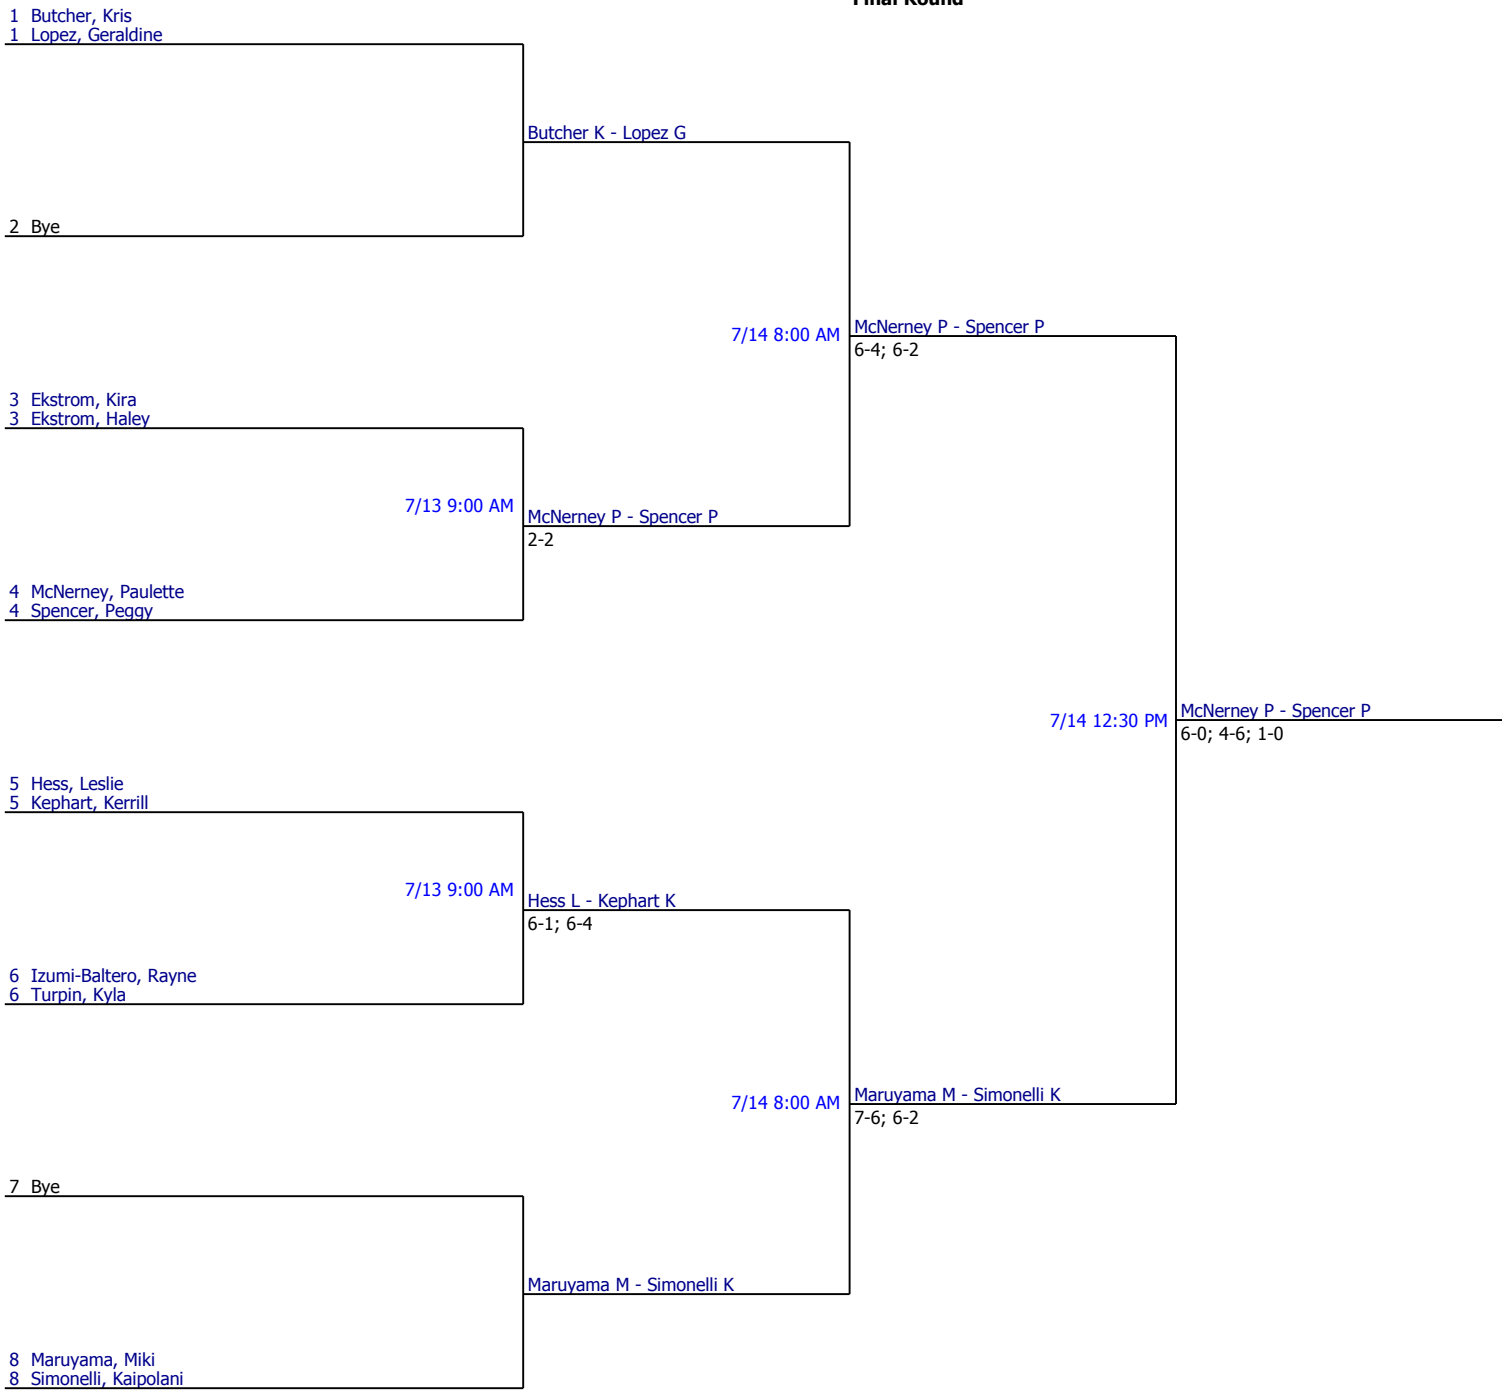 Final Round
1 Butcher, Kris
1 Lopez, Geraldine
Butcher K - Lopez G
2 Bye
7/14 8:00 AM
McNerney P - Spencer P
6-4; 6-2
3 Ekstrom, Kira
3 Ekstrom, Haley
7/13 9:00 AM
McNerney P - Spencer P
2-2
4 McNerney, Paulette
4 Spencer, Peggy
7/14 12:30 PM
McNerney P - Spencer P
6-0; 4-6; 1-0
5 Hess, Leslie
5 Kephart, Kerrill
7/13 9:00 AM
Hess L - Kephart K
6-1; 6-4
6 Izumi-Baltero, Rayne
6 Turpin, Kyla
7/14 8:00 AM
Maruyama M - Simonelli K
7-6; 6-2
7 Bye
Maruyama M - Simonelli K
8 Maruyama, Miki
8 Simonelli, Kaipolani